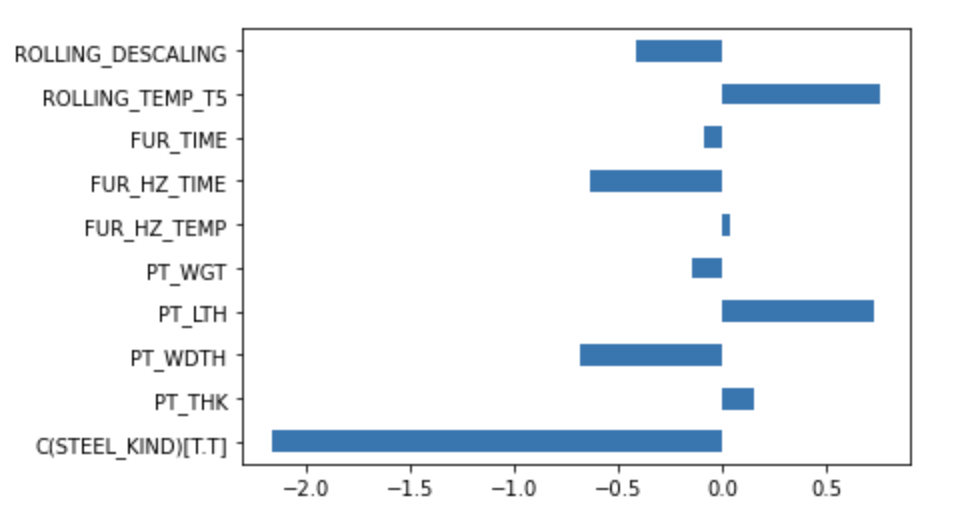 ROLLING_DESCALING
ROLLING_TEMP_T5
FUR_TIME
FUR_HZ_TIME
FUR_HZ_TEMP
PT_WGT
PT_LTH
PT_WDTH
PT_THK
C(STEEL_KIND)[T.T]
−2.0 −1.5 −1.0 −0.5 0.0 0.5